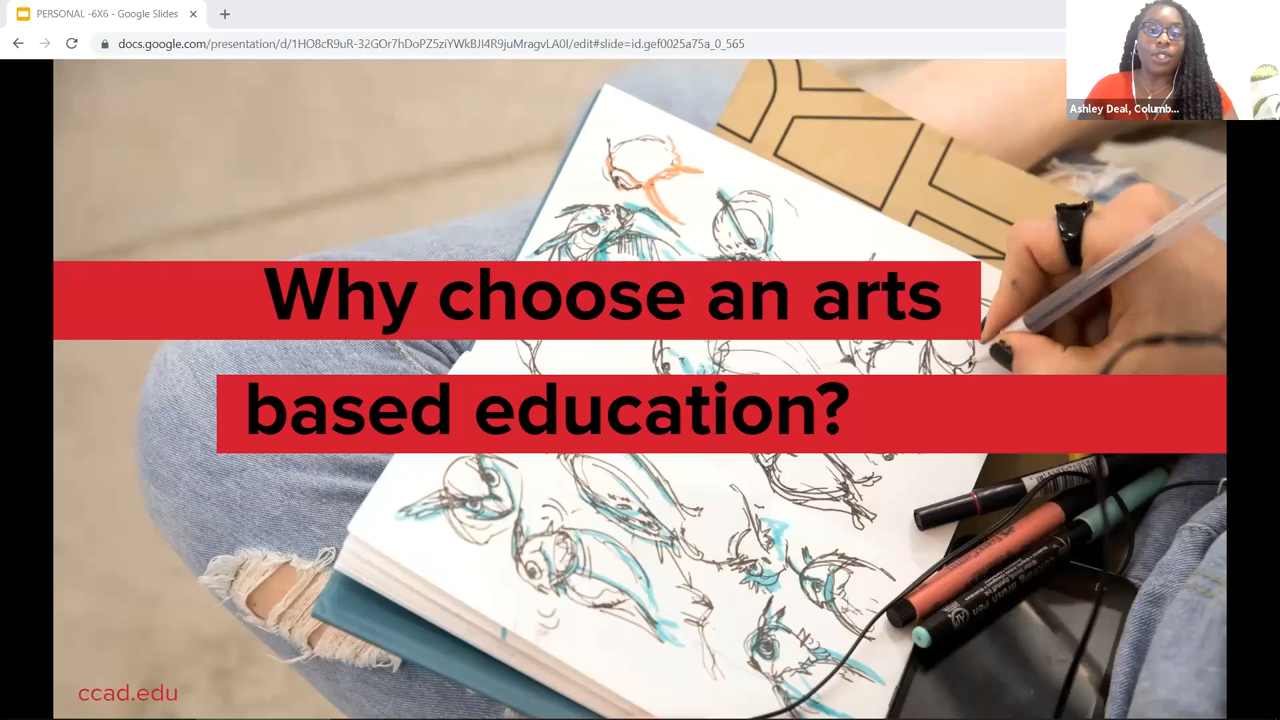 PERSONAL -6X6 - Google Slides
docs.google.com/presentation/d/1HO8cR9uR-32GOr7hDoPZ5ziYWkBJI4R9juMragvLA0I/edit#slide=id.gef0025a75a_0_565
Ashley Deal, Columb...
Why choose an arts
based education?
ccad.edu